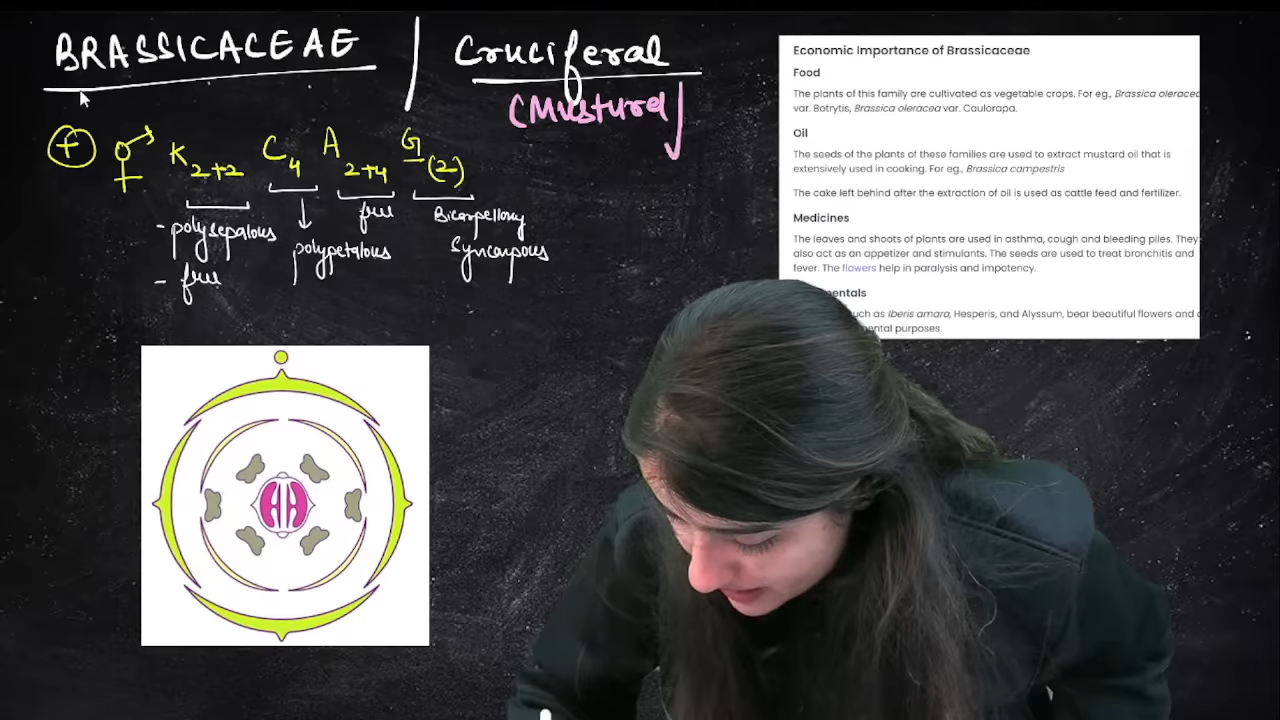 BRASSICACEAE / Cruciferal
(Mustured)
⊕ ⚥ K2+2 C4 A2+4 G(2)
- polysepalous
- free
polypetalous
free
Bicarpellony
Syncarpous
Economic Importance of Brassicaceae
Food
The plants of this family are cultivated as vegetable crops. For eg., Brassica oleracea
var. Botrytis, Brassica oleracea var. Caulorapa.
Oil
The seeds of the plants of these families are used to extract mustard oil that is
extensively used in cooking. For eg., Brassica campestris
The cake left behind after the extraction of oil is used as cattle feed and fertilizer.
Medicines
The leaves and shoots of plants are used in asthma, cough and bleeding piles. They
also act as an appetizer and stimulants. The seeds are used to treat bronchitis and
fever. The flowers help in paralysis and impotency.
mentals
such as Iberis amara, Hesperis, and Alyssum, bear beautiful flowers and
mental purposes.